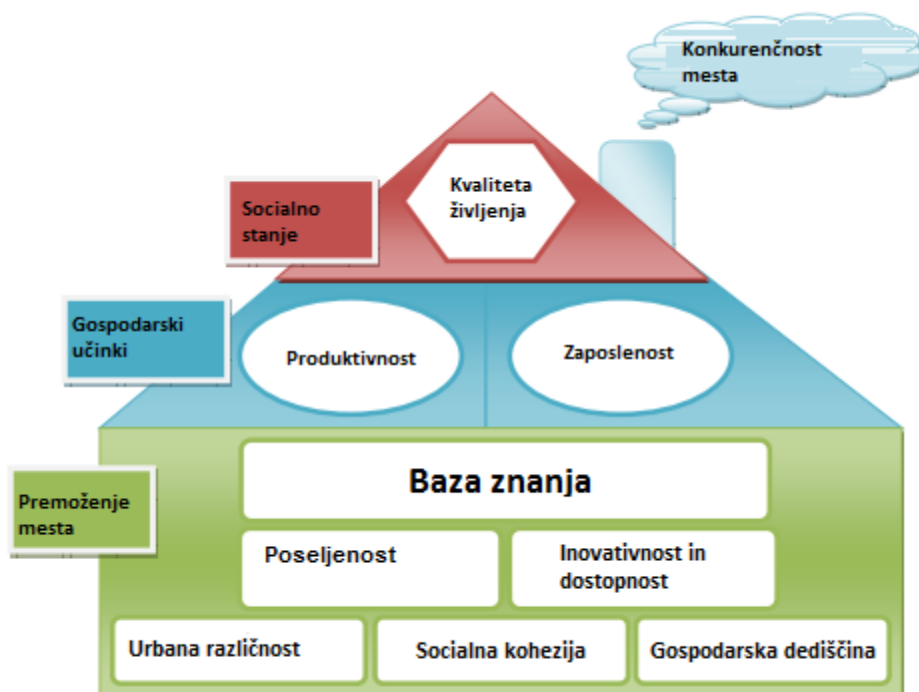 Konkurenčnost
mesta
Kvaliteta
življenja
Socialno
stanje
Gospodarski
učinki
Produktivnost
Zaposlenost
Baza znanja
Premoženje
mesta
Poseljenost
Inovativnost in
dostopnost
Urbana različnost
Socialna kohezija
Gospodarska dediščina